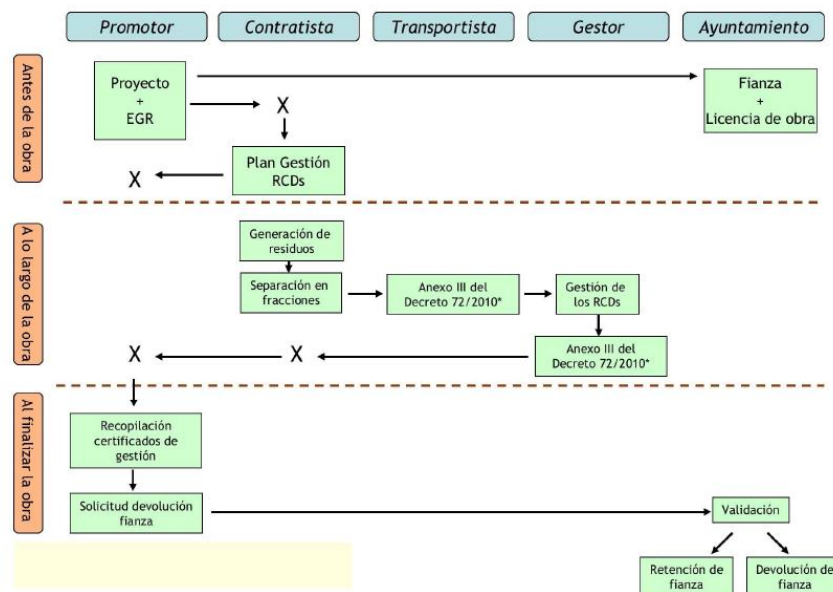 Promotor
Contratista
Transportista
Gestor
Ayuntamiento
Antes de la obra
Proyecto
+
EGR
X
Fianza
+
Licencia de obra
Plan Gestión
RCDs
X
A lo largo de la obra
Generación de
residuos
Separación en
fracciones
Anexo III del
Decreto 72/2010*
Gestión de
los RCDs
Anexo III del
Decreto 72/2010*
X
X
Al finalizar la obra
Recopilación
certificados de
gestión
Solicitud devolución
fianza
Validación
Retención de
fianza
Devolución de
fianza